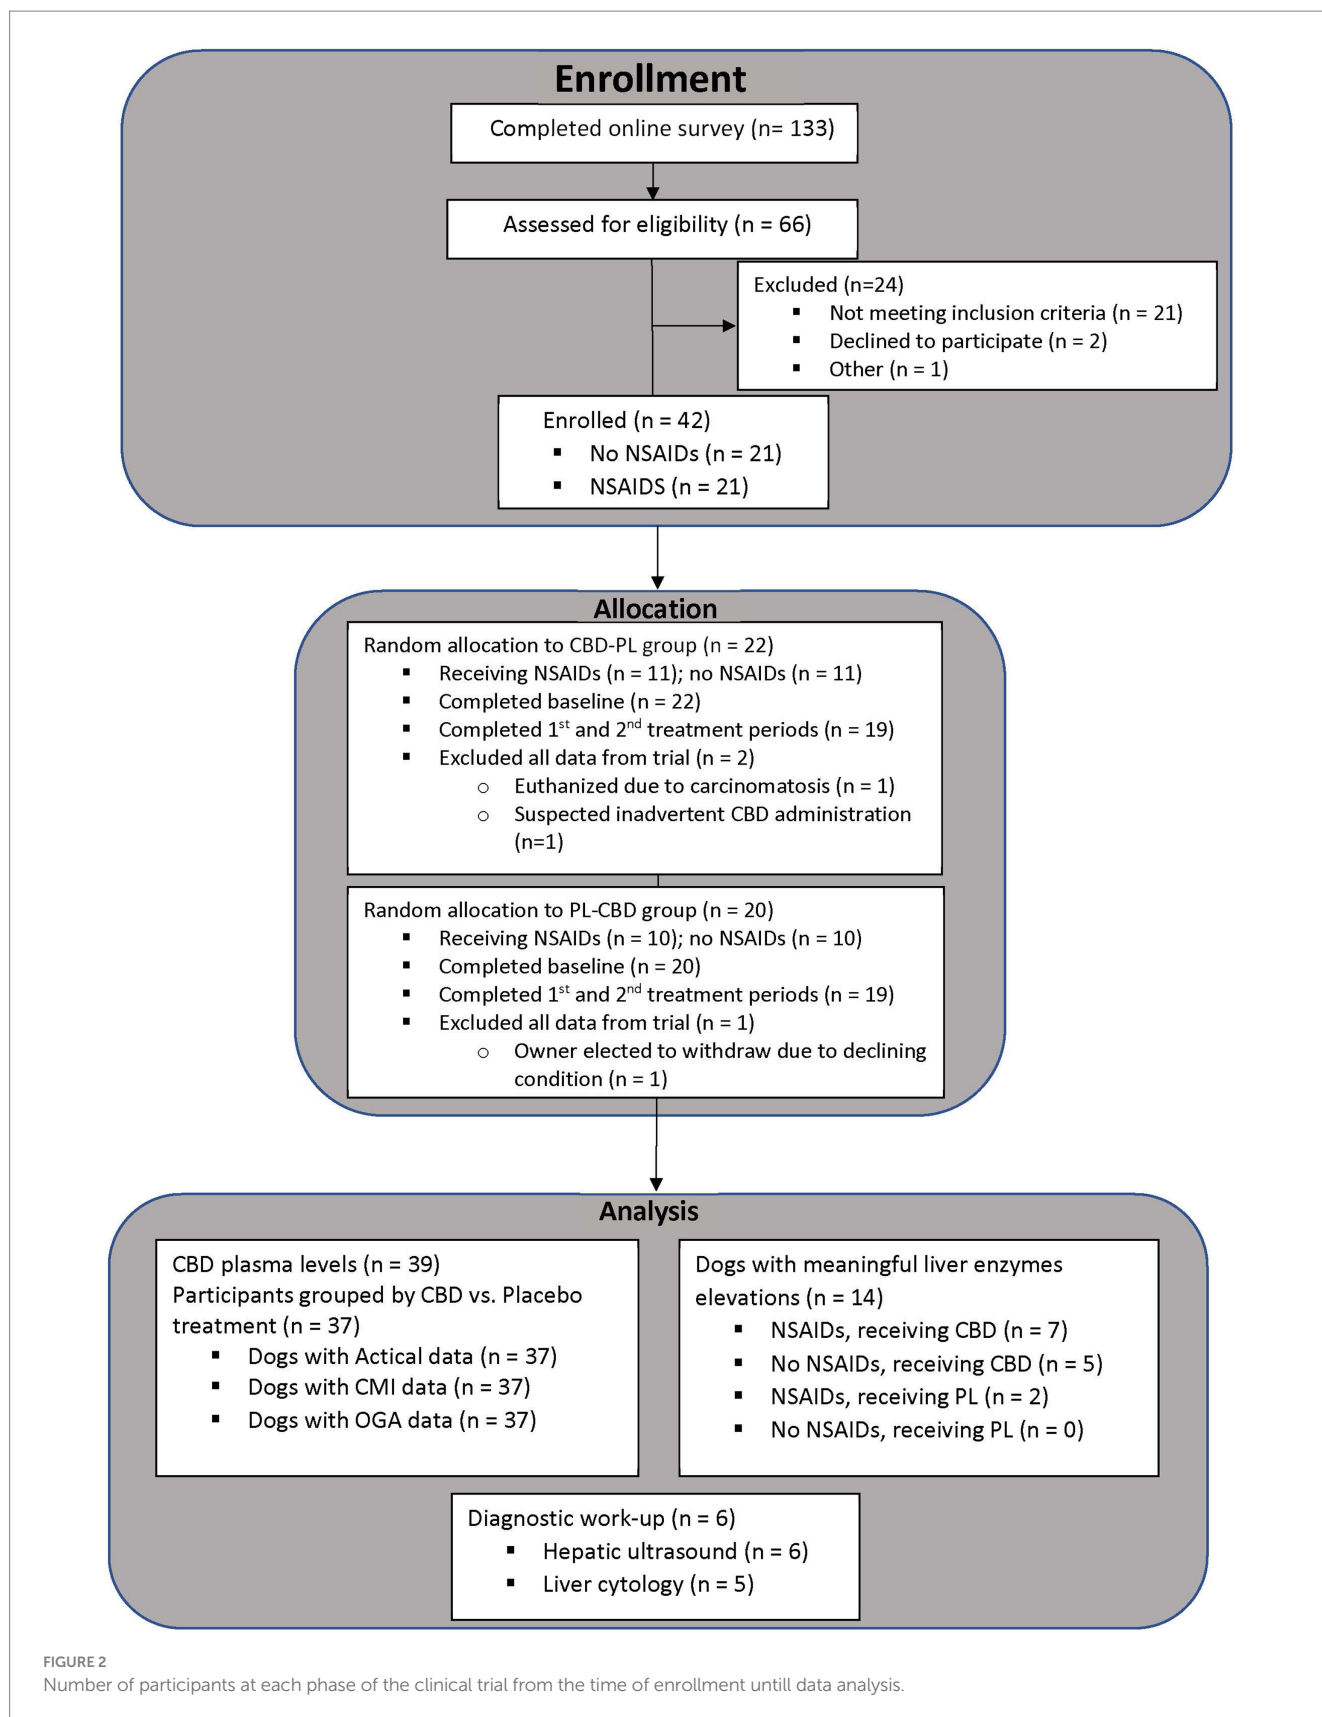 Enrollment
Completed online survey (n= 133)
Assessed for eligibility (n = 66)
Excluded (n=24)
▪ Not meeting inclusion criteria (n = 21)
▪ Declined to participate (n = 2)
▪ Other (n = 1)
Enrolled (n = 42)
▪ No NSAIDs (n = 21)
▪ NSAIDS (n = 21)
Allocation
Random allocation to CBD-PL group (n = 22)
▪ Receiving NSAIDs (n = 11); no NSAIDs (n = 11)
▪ Completed baseline (n = 22)
▪ Completed 1st and 2nd treatment periods (n = 19)
▪ Excluded all data from trial (n = 2)
o Euthanized due to carcinomatosis (n = 1)
o Suspected inadvertent CBD administration
(n=1)
Random allocation to PL-CBD group (n = 20)
▪ Receiving NSAIDs (n = 10); no NSAIDs (n = 10)
▪ Completed baseline (n = 20)
▪ Completed 1st and 2nd treatment periods (n = 19)
▪ Excluded all data from trial (n = 1)
o Owner elected to withdraw due to declining
condition (n = 1)
Analysis
CBD plasma levels (n = 39)
Participants grouped by CBD vs. Placebo
treatment (n = 37)
▪ Dogs with Actical data (n = 37)
▪ Dogs with CMI data (n = 37)
▪ Dogs with OGA data (n = 37)
Dogs with meaningful liver enzymes
elevations (n = 14)
▪ NSAIDs, receiving CBD (n = 7)
▪ No NSAIDs, receiving CBD (n = 5)
▪ NSAIDs, receiving PL (n = 2)
▪ No NSAIDs, receiving PL (n = 0)
Diagnostic work-up (n = 6)
▪ Hepatic ultrasound (n = 6)
▪ Liver cytology (n = 5)
FIGURE 2
Number of participants at each phase of the clinical trial from the time of enrollment untill data analysis.